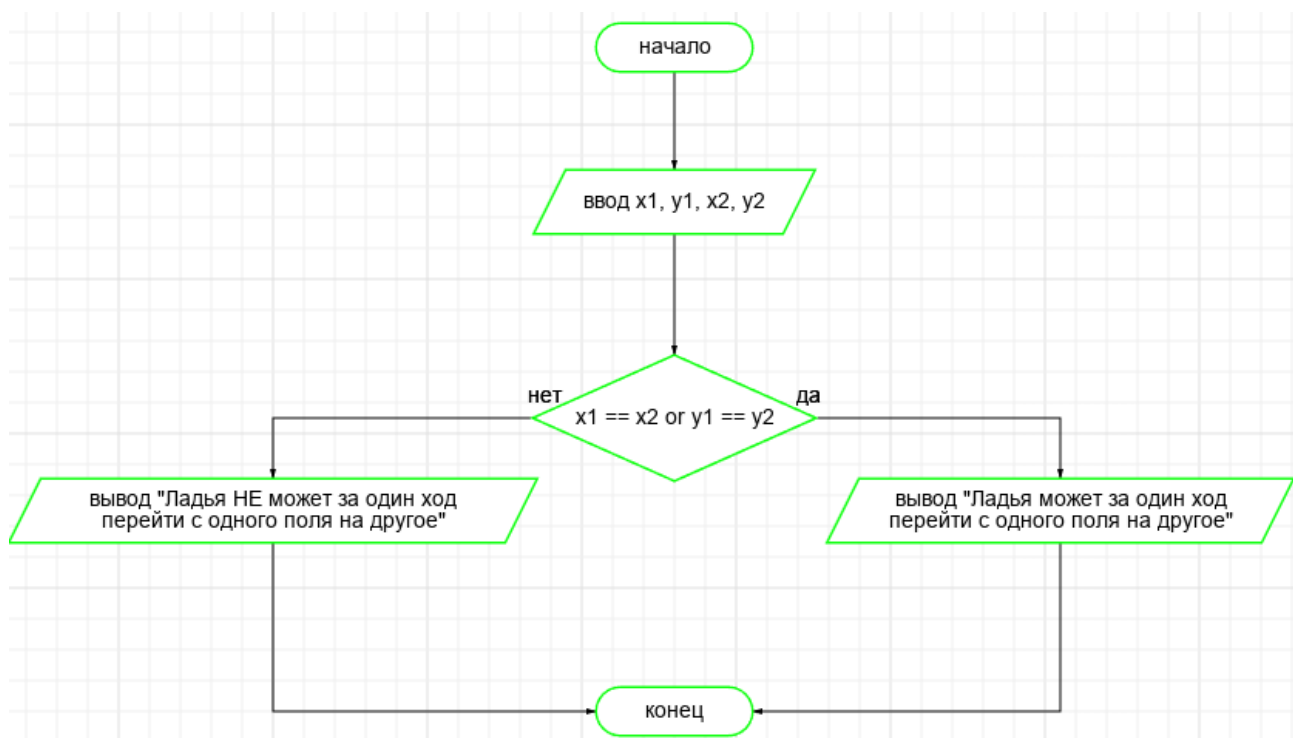 начало
ввод x1, y1, x2, y2
нет
да
x1 == x2 or y1 == y2
вывод "Ладья НЕ может за один ход
перейти с одного поля на другое"
вывод "Ладья может за один ход
перейти с одного поля на другое"
конец